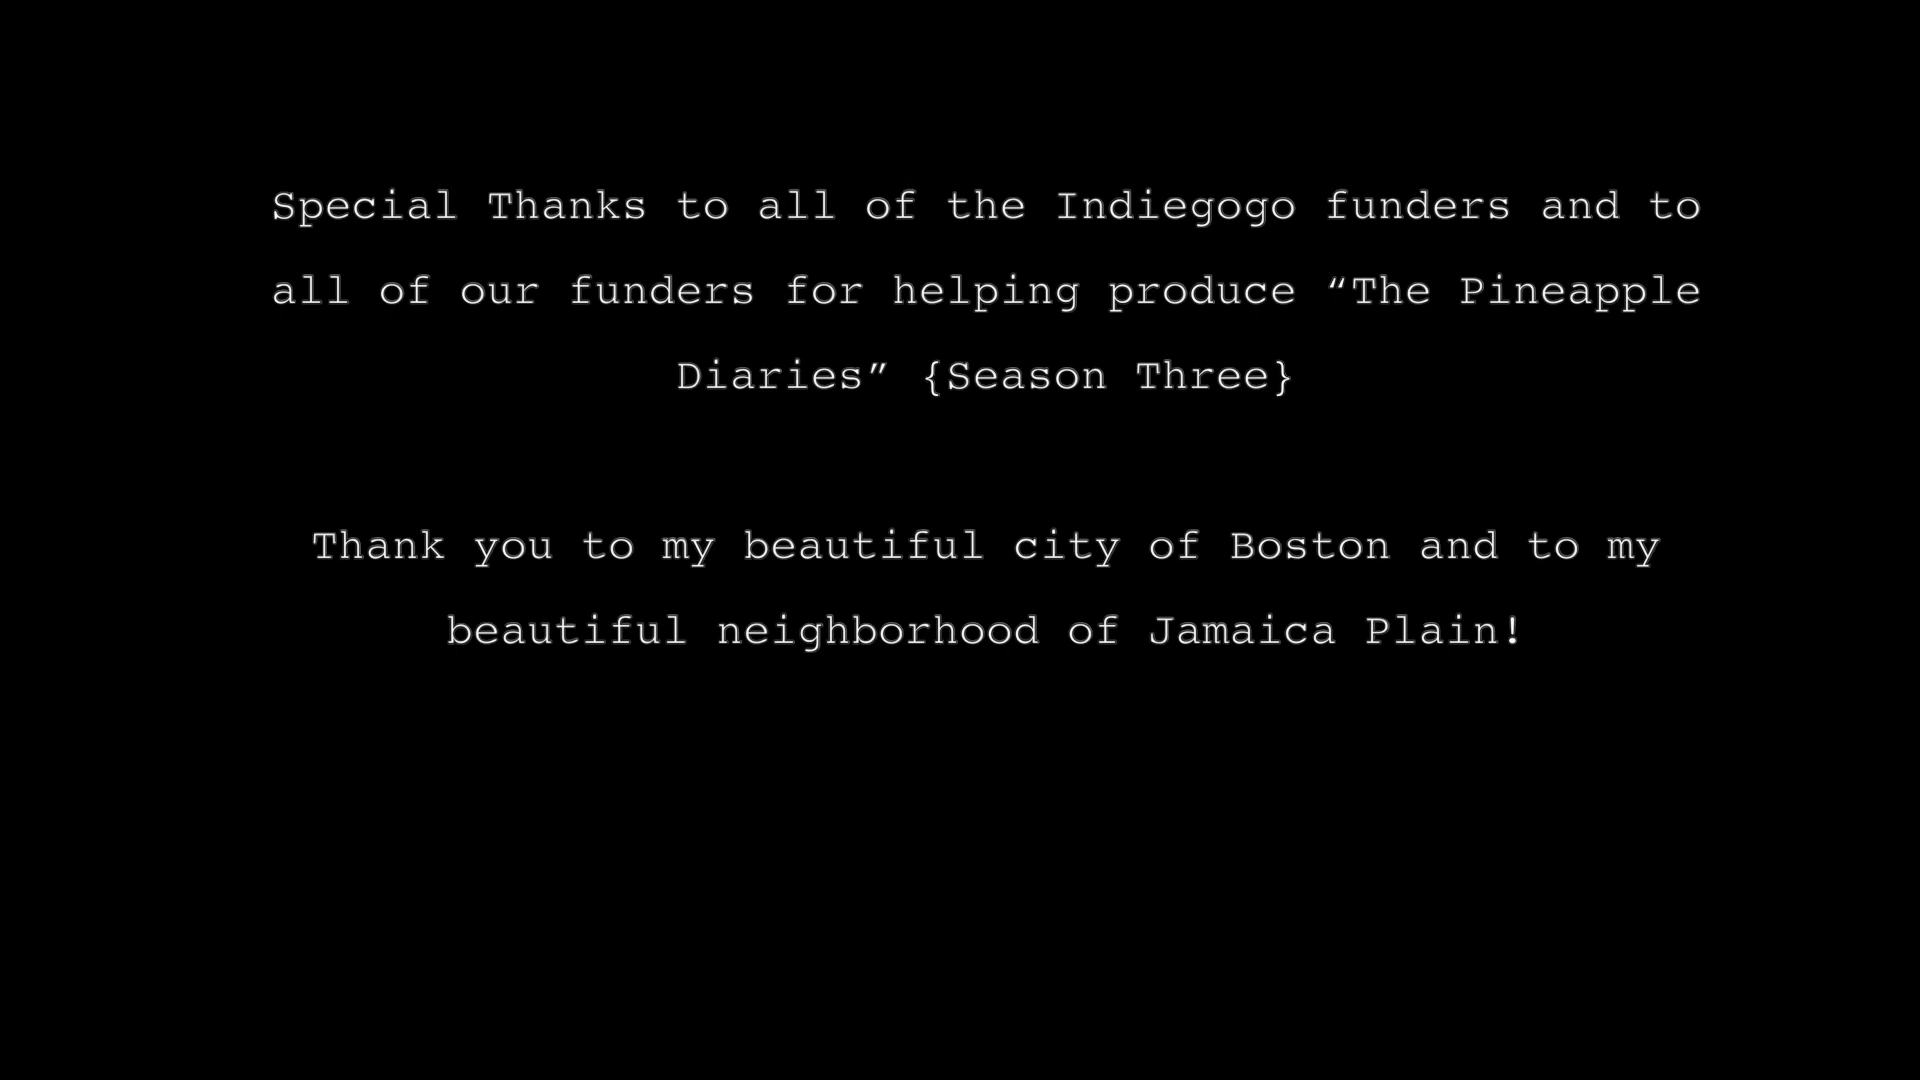 Special Thanks to all of the Indiegogo funders and to
all of our funders for helping produce “The Pineapple
Diaries” {Season Three}
Thank you to my beautiful city of Boston and to my
beautiful neighborhood of Jamaica Plain!